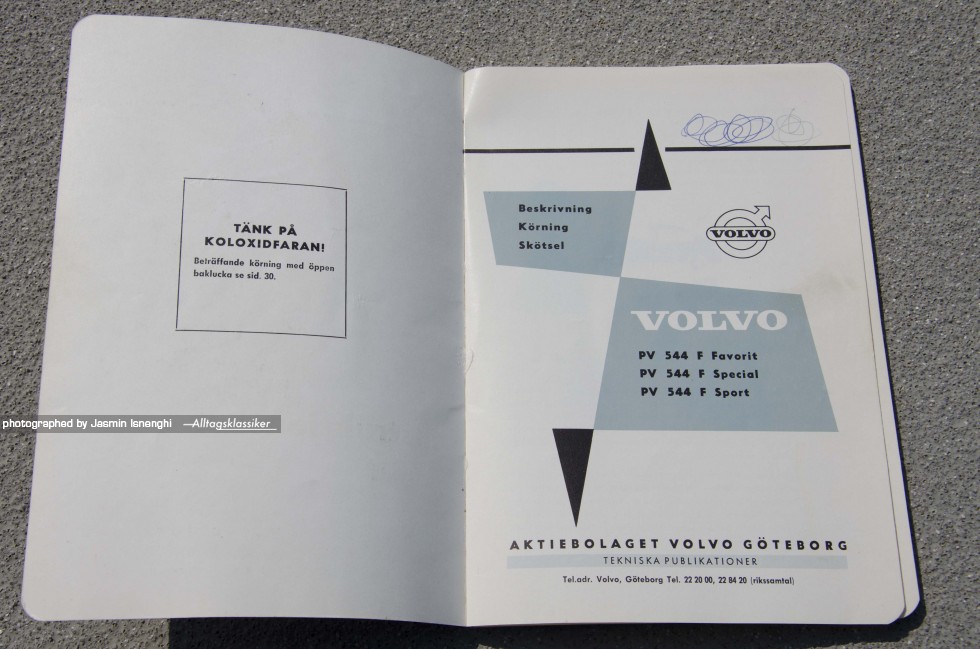 TÄNK PÅ
KOLOXIDFARAN!
Beträffande körning med öppen
baklucka se sid. 30.
photographed by Jasmin Isnenghi —Alltagsklassiker
Beskrivning
Körning
Skötsel
VOLVO
VOLVO
PV 544 F Favorit
PV 544 F Special
PV 544 F Sport
AKTIEBOLAGET VOLVO GÖTEBORG
TEKNISKA PUBLIKATIONER
Tel.adr. Volvo, Göteborg Tel. 22 20 00, 22 84 20 (rikssamtal)